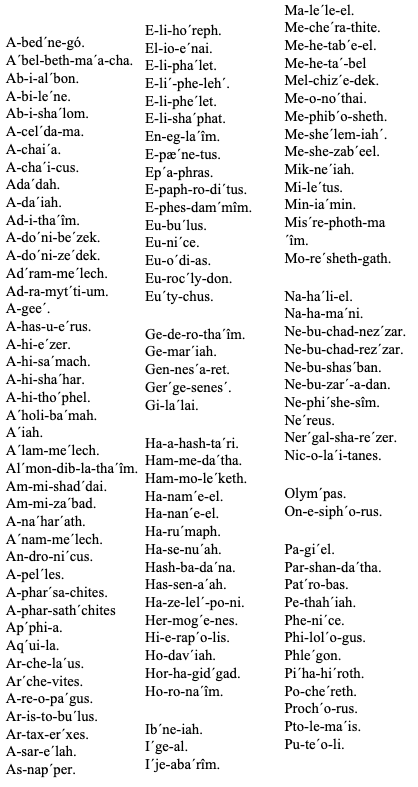 A-bed´ne-gó.
A´bel-beth-ma´a-cha.
Ab-i-al´bon.
A-bi-le´ne.
Ab-i-sha´lom.
A-cel´da-ma.
A-chai´a.
A-cha´i-cus.
Ada´dah.
A-da´iah.
Ad-i-tha´îm.
A-do´ni-be´zek.
A-do´ni-ze´dek.
Ad´ram-me´lech.
Ad-ra-myt´ti-um.
A-gee´.
A-has-u-e´rus.
A-hi-e´zer.
A-hi-sa´mach.
A-hi-sha´har.
A-hi-tho´phel.
A´holi-ba´mah.
A´iah.
A´lam-me´lech.
Al´mon-dib-la-tha´îm.
Am-mi-shad´dai.
Am-mi-za´bad.
A-na´har´ath.
A´nam-me´lech.
An-dro-ni´cus.
A-pel´les.
A-phar´sa-chites.
A-phar-sath´chites
Ap´phi-a.
Aq´ui-la.
Ar-che-la´us.
Ar´che-vites.
A-re-o-pa´gus.
Ar-is-to-bu´lus.
Ar-tax-er´xes.
A-sar-e´lah.
As-nap´per.
E-li-ho´reph.
El-io-e´nai.
E-li-pha´let.
E-li´-phe-leh´.
E-li-phe´let.
E-li-sha´phat.
En-eg-la´îm.
E-pæ´ne-tus.
Ep´a-phras.
E-paph-ro-di´tus.
E-phes-dam´mîm.
Eu-bu´lus.
Eu-ni´ce.
Eu-o´di-as.
Eu-roc´ly-don.
Eu´ty-chus.
Ge-de-ro-tha´îm.
Ge-mar´iah.
Gen-nes´a-ret.
Ger´ge-senes´.
Gi-la´lai.
Ha-a-hash-ta´ri.
Ham-me-da´tha.
Ham-mo-le´keth.
Ha-nam´e-el.
Ha-nan´e-el.
Ha-ru´maph.
Ha-se-nu´ah.
Hash-ba-da´na.
Has-sen-a´ah.
Ha-ze-lel´-po-ni.
Her-mog´e-nes.
Hi-e-rap´o-lis.
Ho-dav´iah.
Hor-ha-gid´gad.
Ho-ro-na´îm.
Ib´ne-iah.
I´ge-al.
I´je-aba´rîm.
Ma-le´le-el.
Me-che´ra-thite.
Me-he-tab´e-el.
Me-he-ta´-bel
Mel-chiz´e-dek.
Me-o-no´thai.
Me-phib´o-sheth.
Me-she´lem-iah´.
Me-she-zab´eel.
Mik-ne´iah.
Mi-le´tus.
Min-ia´min.
Mis´re-photh-ma
´îm.
Mo-re´sheth-gath.
Na-ha´li-el.
Na-ha-ma´ni.
Ne-bu-chad-nez´zar.
Ne-bu-chad-rez´zar.
Ne-bu-shas´ban.
Ne-bu-zar´-a-dan.
Ne-phi´she-sîm.
Ne´reus.
Ner´gal-sha-re´zer.
Nic-o-la´i-tanes.
Olym´pas.
On-e-siph´o-rus.
Pa-gi´el.
Par-shan-da´tha.
Pat´ro-bas.
Pe-thah´iah.
Phe-ni´ce.
Phi-lol´o-gus.
Phle´gon.
Pi´ha-hi´roth.
Po-che´reth.
Proch´o-rus.
Pto-le-ma´is.
Pu-te´o-li.